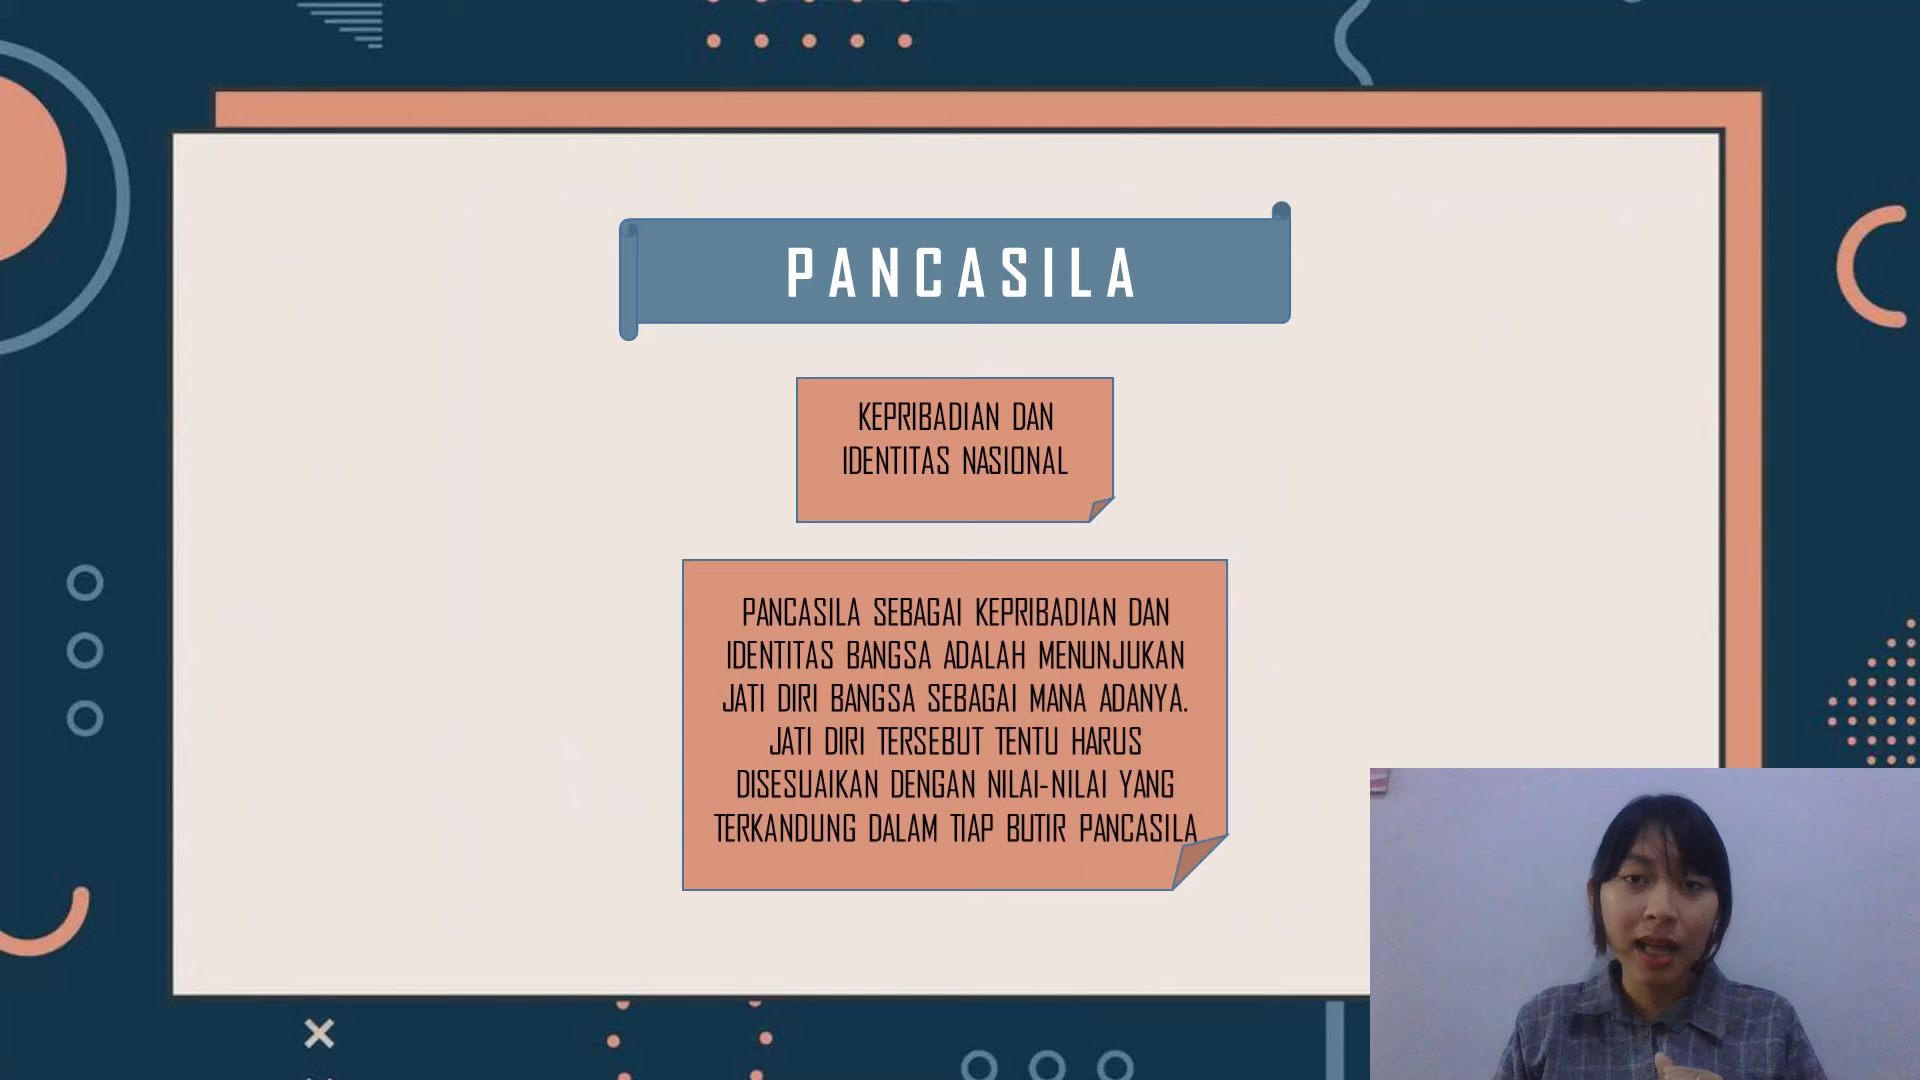 PANCASILA
KEPRIBADIAN DAN
IDENTITAS NASIONAL
PANCASILA SEBAGAI KEPRIBADIAN DAN
IDENTITAS BANGSA ADALAH MENUNJUKAN
JATI DIRI BANGSA SEBAGAI MANA ADANYA.
JATI DIRI TERSEBUT TENTU HARUS
DISESUAIKAN DENGAN NILAI-NILAI YANG
TERKANDUNG DALAM TIAP BUTIR PANCASILA